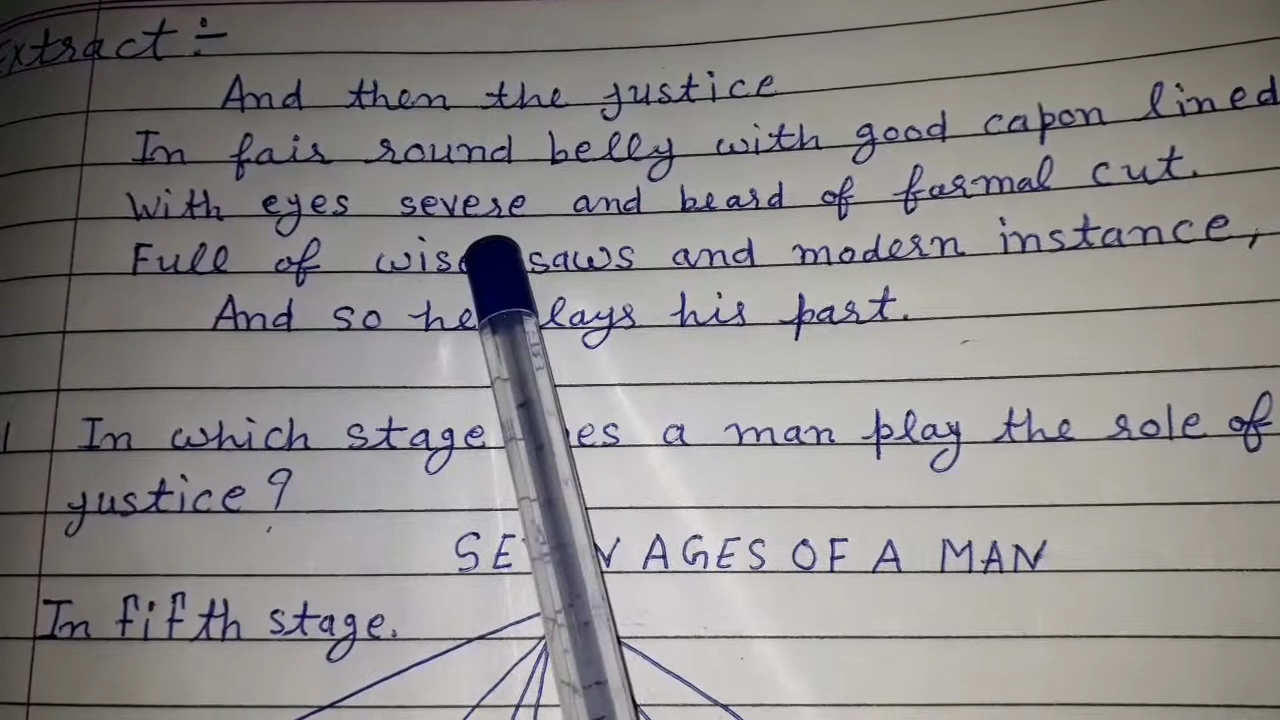 Extract :-
And then the justice
In fair round belly with good capon lined
With eyes severe and beard of formal cut.
Full of saws and modern instance,
And so he his part.
1 In which stage a man play the role of
justice?
AGES OF A MAN
In fifth stage.